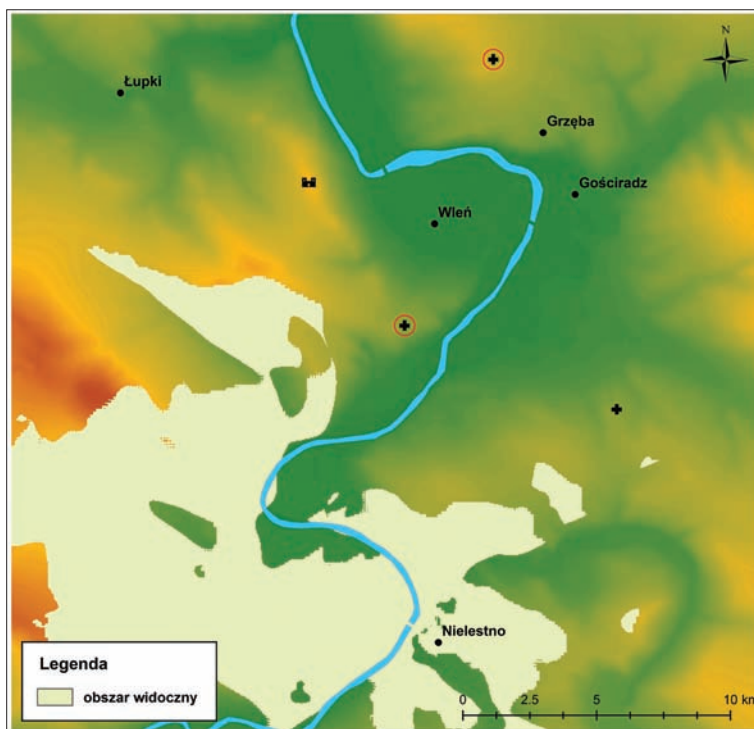 N
Łupki
Grzęba
Gościradz
Wleń
Nielestno
Legenda
obszar widoczny
0 2.5 5 10 km